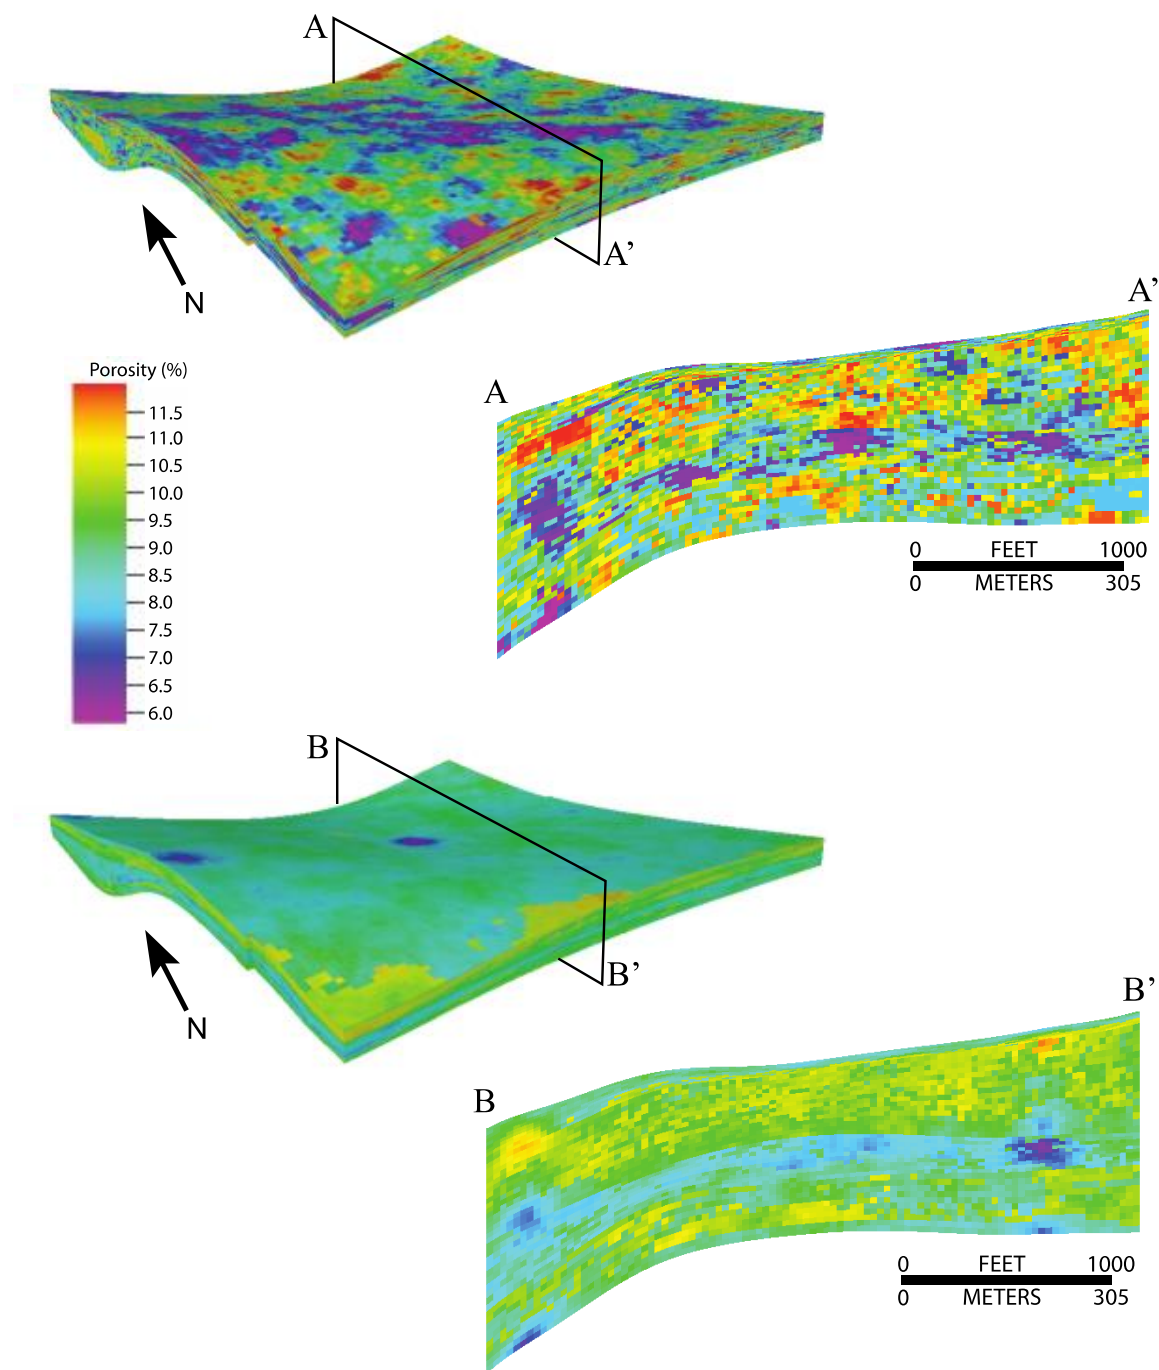 A
A’
N
A’
Porosity (%)
A
11.5
11.0
10.5
10.0
9.5
9.0
8.5
8.0
7.5
7.0
6.5
6.0
0 FEET 1000
0 METERS 305
B
B’
N
B’
B
0 FEET 1000
0 METERS 305